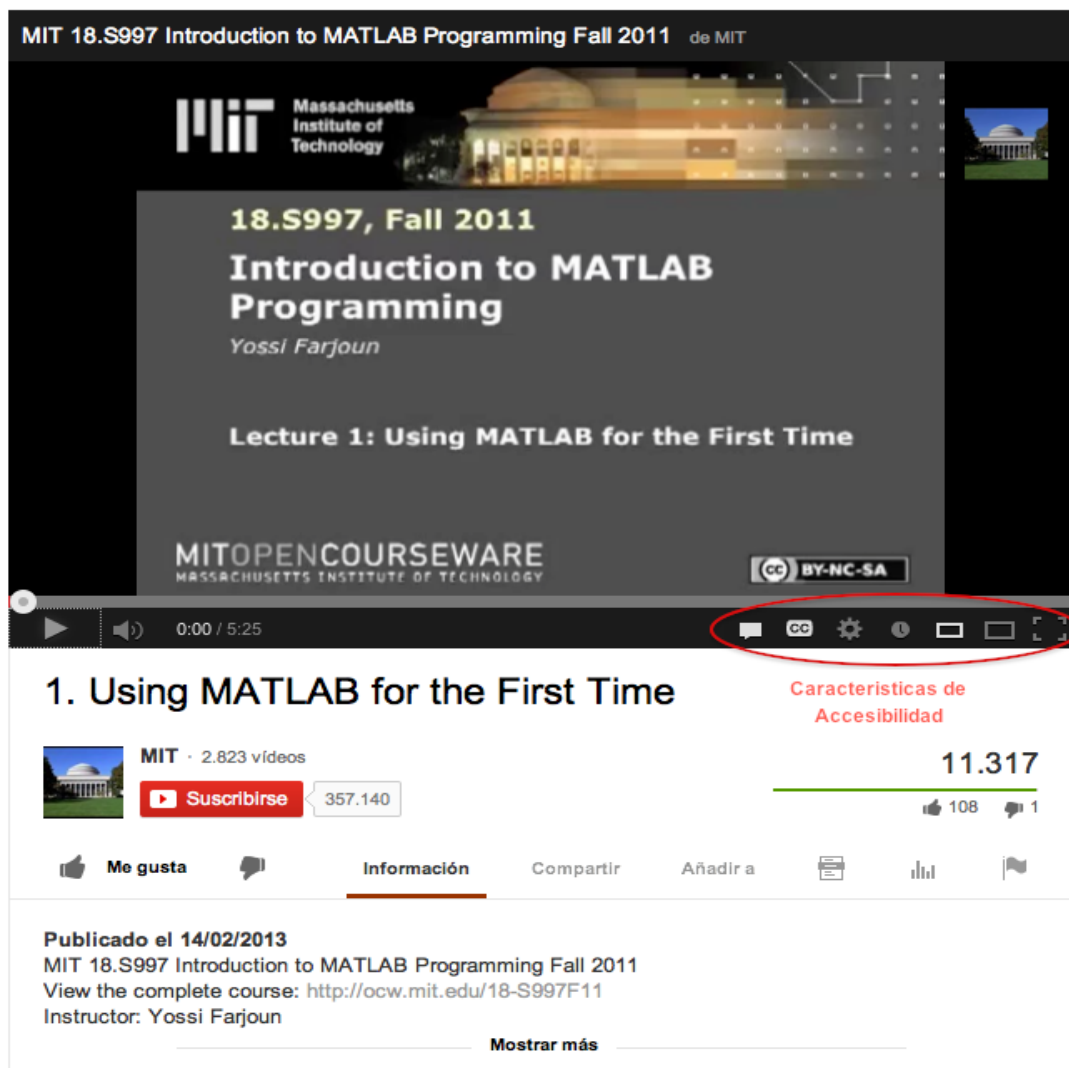 MIT 18.S997 Introduction to MATLAB Programming Fall 2011 de MIT
MIT
Massachusetts
Institute of
Technology
18.S997, Fall 2011
Introduction to MATLAB
Programming
Yossi Farjoun
Lecture 1: Using MATLAB for the First Time
MITOPENCOURSEWARE
MASSACHUSETTS INSTITUTE OF TECHNOLOGY
(cc) BY-NC-SA
0:00 / 5:25
CC
1. Using MATLAB for the First Time
Caracteristicas de
Accesibilidad
MIT · 2.823 vídeos
Suscribirse 357.140
11.317
108 1
Me gusta Información Compartir Añadir a
Publicado el 14/02/2013
MIT 18.S997 Introduction to MATLAB Programming Fall 2011
View the complete course: http://ocw.mit.edu/18-S997F11
Instructor: Yossi Farjoun
Mostrar más